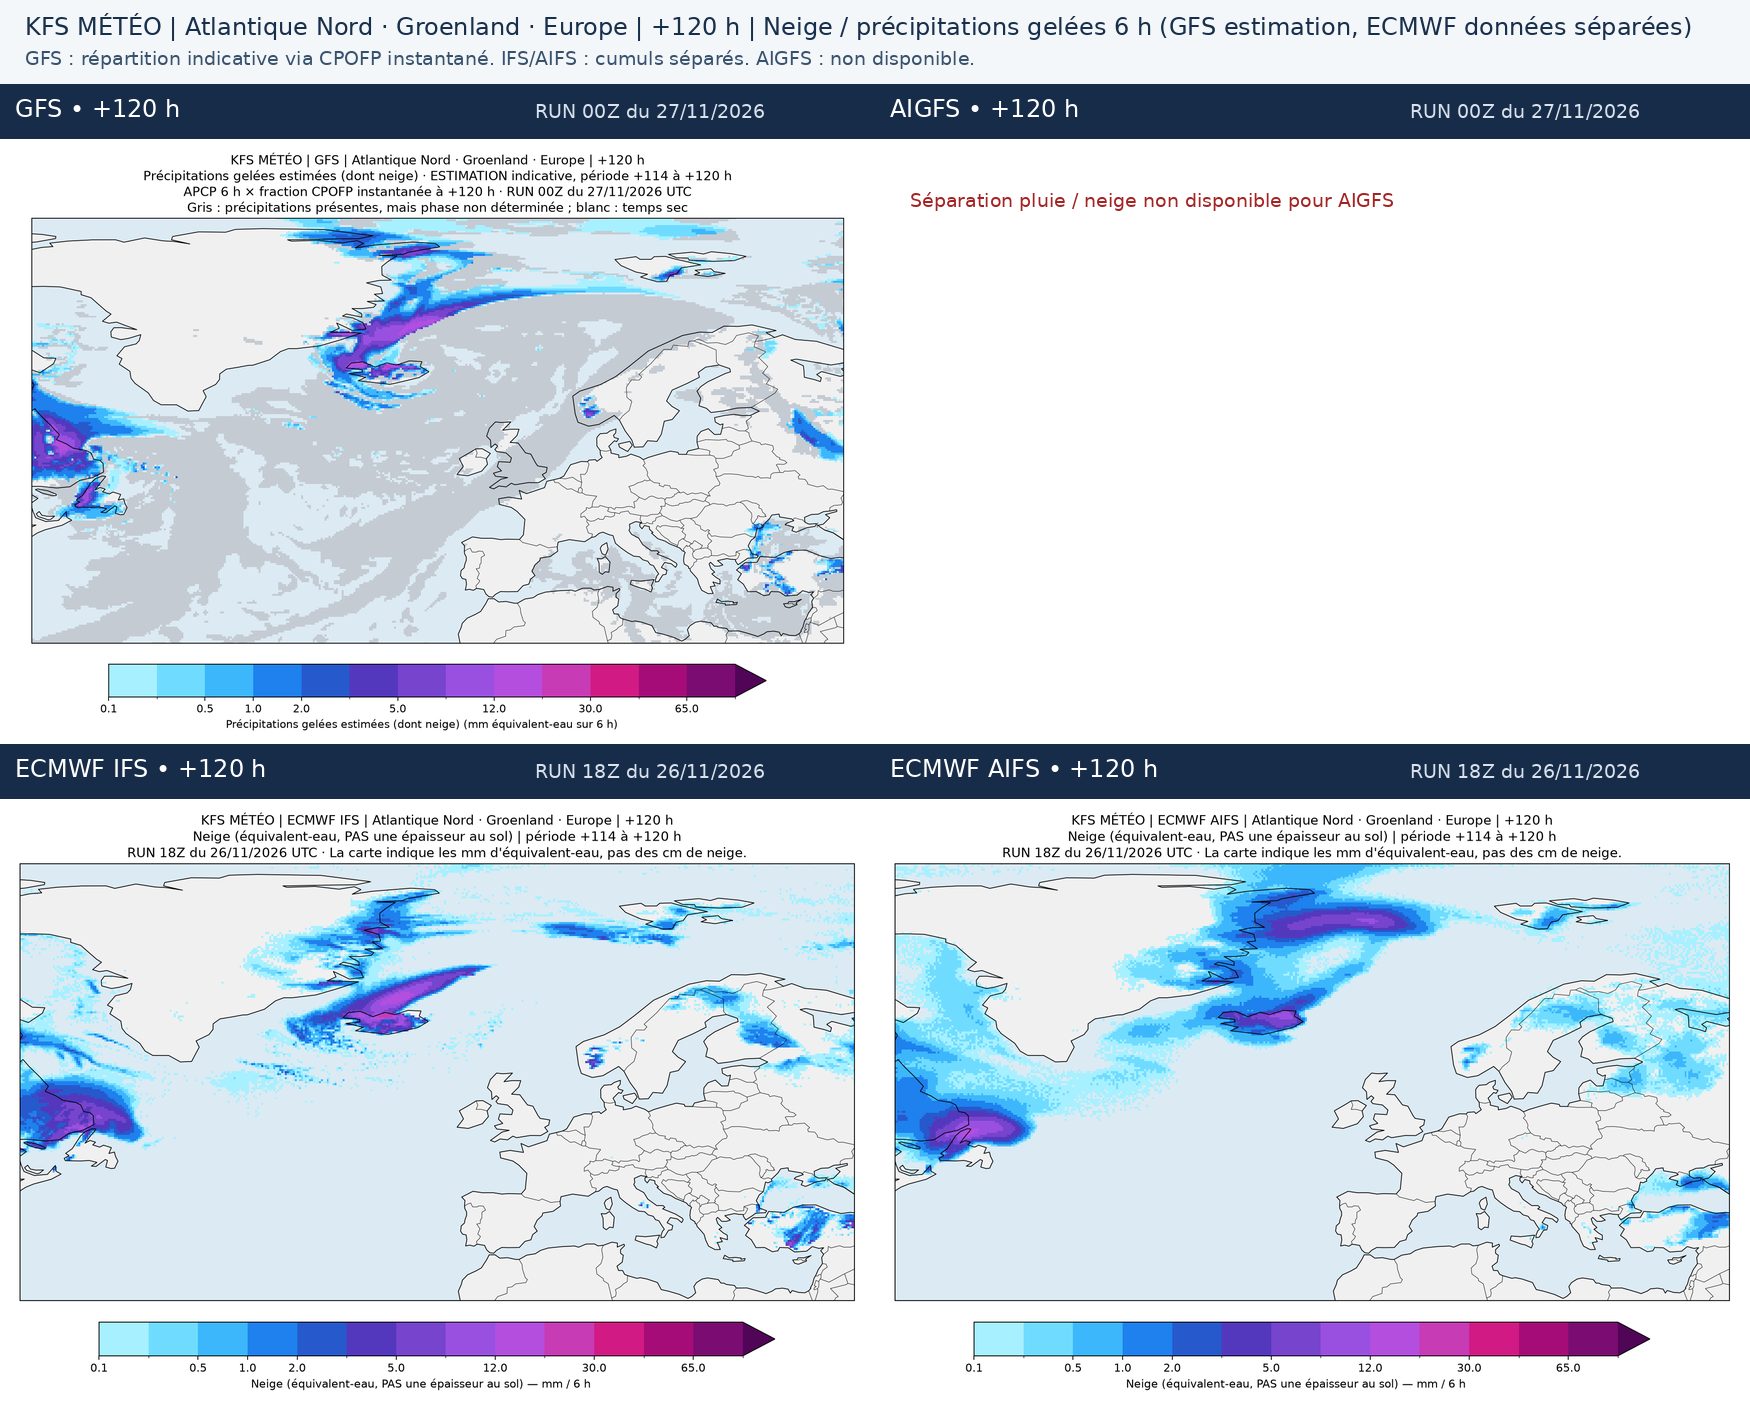 KFS MÉTÉO | Atlantique Nord · Groenland · Europe | +120 h | Neige / précipitations gelées 6 h (GFS estimation, ECMWF données séparées)
GFS : répartition indicative via CPOFP instantané. IFS/AIFS : cumuls séparés. AIGFS : non disponible.
GFS • +120 h
RUN 00Z du 27/11/2026
AIGFS • +120 h
RUN 00Z du 27/11/2026
KFS MÉTÉO | GFS | Atlantique Nord · Groenland · Europe | +120 h
Précipitations gelées estimées (dont neige) · ESTIMATION indicative, période +114 à +120 h
APCP 6 h × fraction CPOFP instantanée à +120 h · RUN 00Z du 27/11/2026 UTC
Gris : précipitations présentes, mais phase non déterminée ; blanc : temps sec
Séparation pluie / neige non disponible pour AIGFS
0.1 0.5 1.0 2.0 5.0 12.0 30.0 65.0
Précipitations gelées estimées (dont neige) (mm équivalent-eau sur 6 h)
ECMWF IFS • +120 h
RUN 18Z du 26/11/2026
ECMWF AIFS • +120 h
RUN 18Z du 26/11/2026
KFS MÉTÉO | ECMWF IFS | Atlantique Nord · Groenland · Europe | +120 h
Neige (équivalent-eau, PAS une épaisseur au sol) | période +114 à +120 h
RUN 18Z du 26/11/2026 UTC · La carte indique les mm d'équivalent-eau, pas des cm de neige.
KFS MÉTÉO | ECMWF AIFS | Atlantique Nord · Groenland · Europe | +120 h
Neige (équivalent-eau, PAS une épaisseur au sol) | période +114 à +120 h
RUN 18Z du 26/11/2026 UTC · La carte indique les mm d'équivalent-eau, pas des cm de neige.
0.1 0.5 1.0 2.0 5.0 12.0 30.0 65.0
Neige (équivalent-eau, PAS une épaisseur au sol) — mm / 6 h
0.1 0.5 1.0 2.0 5.0 12.0 30.0 65.0
Neige (équivalent-eau, PAS une épaisseur au sol) — mm / 6 h